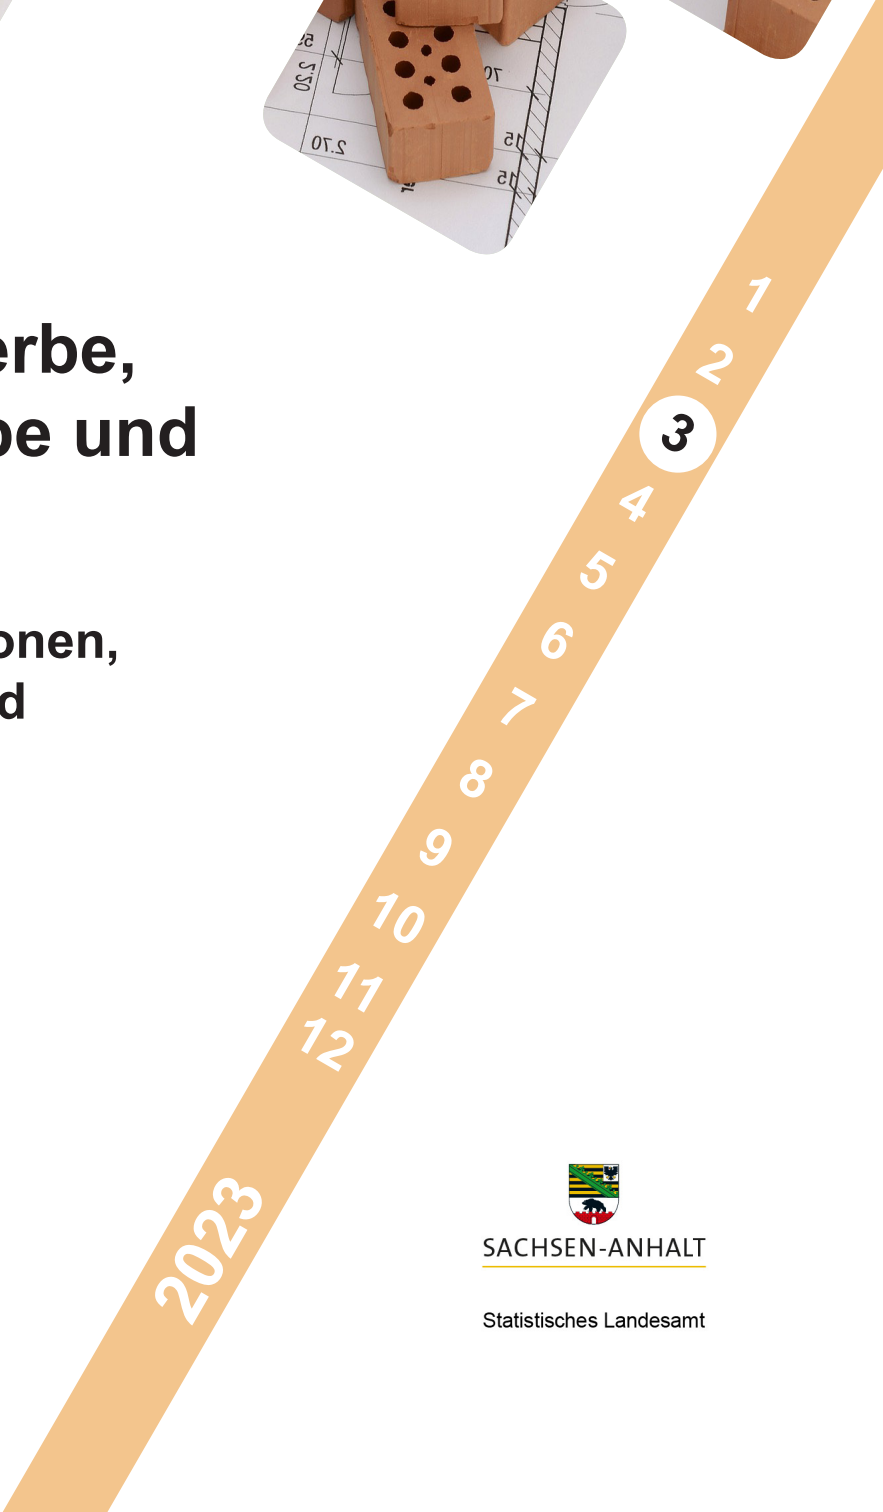 erbe,
be und
onen,
d
1
2
3
4
5
6
7
8
9
10
11
12
2023
SACHSEN-ANHALT
Statistisches Landesamt